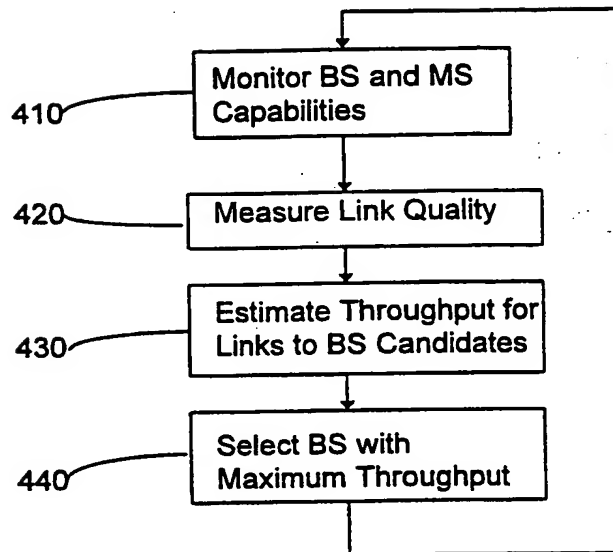 410
Monitor BS and MS
Capabilities
420
Measure Link Quality
430
Estimate Throughput for
Links to BS Candidates
440
Select BS with
Maximum Throughput